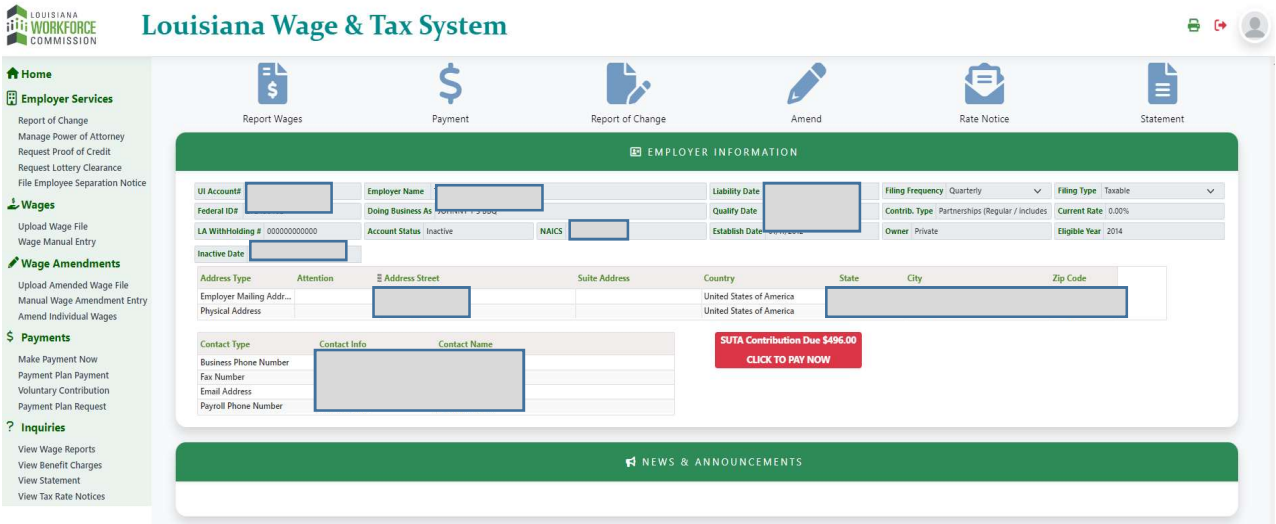 LOUISIANA
WORKFORCE
COMMISSION
Louisiana Wage & Tax System
Home
Employer Services
Report of Change
Manage Power of Attorney
Request Proof of Credit
Request Lottery Clearance
File Employee Separation Notice
Wages
Upload Wage File
Wage Manual Entry
Wage Amendments
Upload Amended Wage File
Manual Wage Amendment Entry
Amend Individual Wages
$ Payments
Make Payment Now
Payment Plan Payment
Voluntary Contribution
Payment Plan Request
? Inquiries
View Wage Reports
View Benefit Charges
View Statement
View Tax Rate Notices
Report Wages Payment Report of Change Amend Rate Notice Statement
EMPLOYER INFORMATION
UI Account# Employer Name Liability Date Filing Frequency Quarterly Filing Type Taxable
Federal ID# Doing Business As Qualify Date Contrib. Type Partnerships (Regular / includes Current Rate 0.00%
LA WithHolding # 000000000000 Account Status Inactive NAICS Establish Date Owner Private Eligible Year 2014
Inactive Date
Address Type Attention Address Street Suite Address Country State City Zip Code
Employer Mailing Addr... United States of America
Physical Address United States of America
Contact Type Contact Info Contact Name
Business Phone Number
Fax Number
Email Address
Payroll Phone Number
SUTA Contribution Due $496.00
CLICK TO PAY NOW
NEWS & ANNOUNCEMENTS